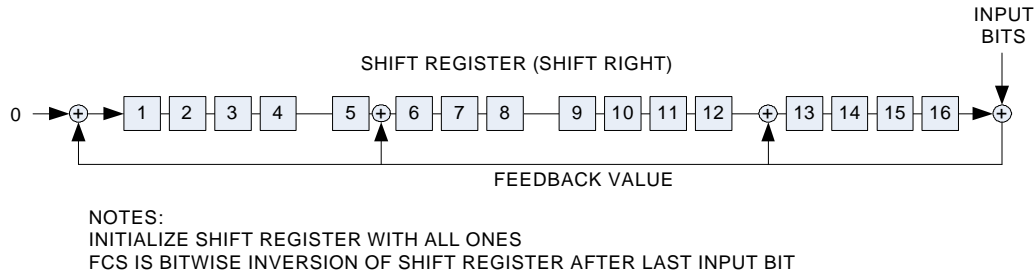 INPUT
BITS
SHIFT REGISTER (SHIFT RIGHT)
0 + 1 2 3 4 5 + 6 7 8 9 10 11 12 + 13 14 15 16 +
FEEDBACK VALUE
NOTES:
INITIALIZE SHIFT REGISTER WITH ALL ONES
FCS IS BITWISE INVERSION OF SHIFT REGISTER AFTER LAST INPUT BIT